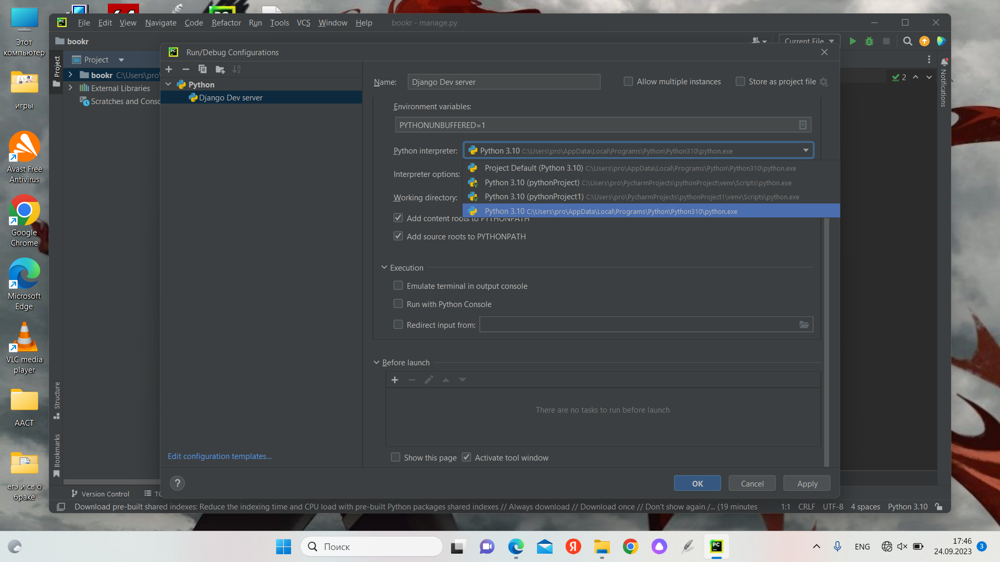 Этот
компьютер
игры
Avast Free
Antivirus
Google
Chrome
Microsoft
Edge
VLC media
player
ААСТ
егэ и св о
браке
PC
File Edit View Navigate Code Refactor Run Tools VCS Window Help bookr - manage.py
bookr
Current File
Project
Project
bookr C:\Users\pro\
External Libraries
Scratches and Conso
2
Notifications
Structure
Bookmarks
Run/Debug Configurations
Python
Django Dev server
Edit configuration templates...
Name: Django Dev server Allow multiple instances Store as project file
Environment variables:
PYTHONUNBUFFERED=1
Python interpreter: Python 3.10 C:\Users\pro\AppData\Local\Programs\Python\Python310\python.exe
Project Default (Python 3.10) C:\Users\pro\AppData\Local\Programs\Python\Python310\python.exe
Interpreter options:
Python 3.10 (pythonProject) C:\Users\pro\PycharmProjects\pythonProject\venv\Scripts\python.exe
Working directory:
Python 3.10 (pythonProject1) C:\Users\pro\PycharmProjects\pythonProject1\venv\Scripts\python.exe
Python 3.10 C:\Users\pro\AppData\Local\Programs\Python\Python310\python.exe
Add content roots to PYTHONPATH
Add source roots to PYTHONPATH
Execution
Emulate terminal in output console
Run with Python Console
Redirect input from:
Before launch
There are no tasks to run before launch
Show this page Activate tool window
? OK Cancel Apply
Version Control TO
Download pre-built shared indexes: Reduce the indexing time and CPU load with pre-built Python packages shared indexes // Always download // Download once // Don't show again /... (19 minutes 1:1 CRLF UTF-8 4 spaces Python 3.10
Поиск
ENG
17:46
24.09.2023
3